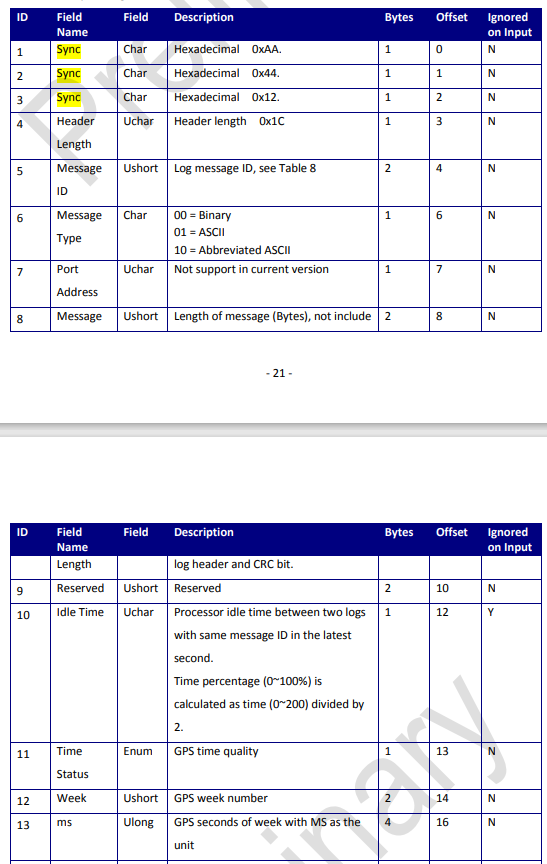 ID Field Name Field Description Bytes Offset Ignored on Input
1 Sync Char Hexadecimal 0xAA. 1 0 N
2 Sync Char Hexadecimal 0x44. 1 1 N
3 Sync Char Hexadecimal 0x12. 1 2 N
4 Header Uchar Header length 0x1C 1 3 N
Length
5 Message Ushort Log message ID, see Table 8 2 4 N
ID
6 Message Char 00 = Binary 1 6 N
Type 01 = ASCII
10 = Abbreviated ASCII
7 Port Uchar Not support in current version 1 7 N
Address
8 Message Ushort Length of message (Bytes), not include 2 8 N
- 21 -
ID Field Name Field Description Bytes Offset Ignored on Input
Length log header and CRC bit.
9 Reserved Ushort Reserved 2 10 N
10 Idle Time Uchar Processor idle time between two logs 1 12 Y
with same message ID in the latest
second.
Time percentage (0~100%) is
calculated as time (0~200) divided by
2.
11 Time Enum GPS time quality 1 13 N
Status
12 Week Ushort GPS week number 2 14 N
13 ms Ulong GPS seconds of week with MS as the 4 16 N
unit